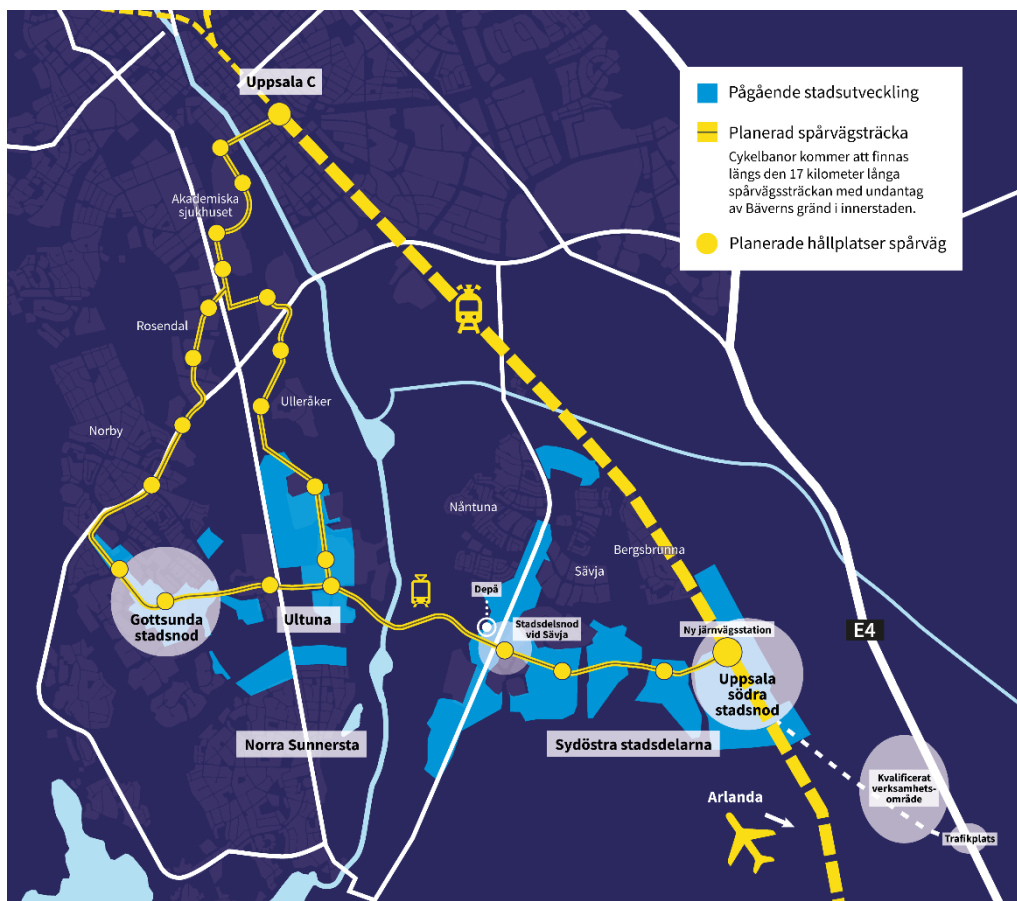 Uppsala C
Pågående stadsutveckling
Planerad spårvägsträcka
Cykelbanor kommer att finnas
längs den 17 kilometer långa
spårvägssträckan med undantag
av Bäverns gränd i innerstaden.
Planerade hållplatser spårväg
Akademiska
sjukhuset
Rosendal
Ulleråker
Norby
Nåntuna
Bergsbrunna
Sävja
Depå
Gottsunda
stadsnod
Ultuna
Stadsdelsnod
vid Sävja
Ny järnvägsstation
E4
Uppsala
södra
stadsnod
Norra Sunnersta
Sydöstra stadsdelarna
Kvalificerat
verksamhets-
område
Arlanda
Trafikplats